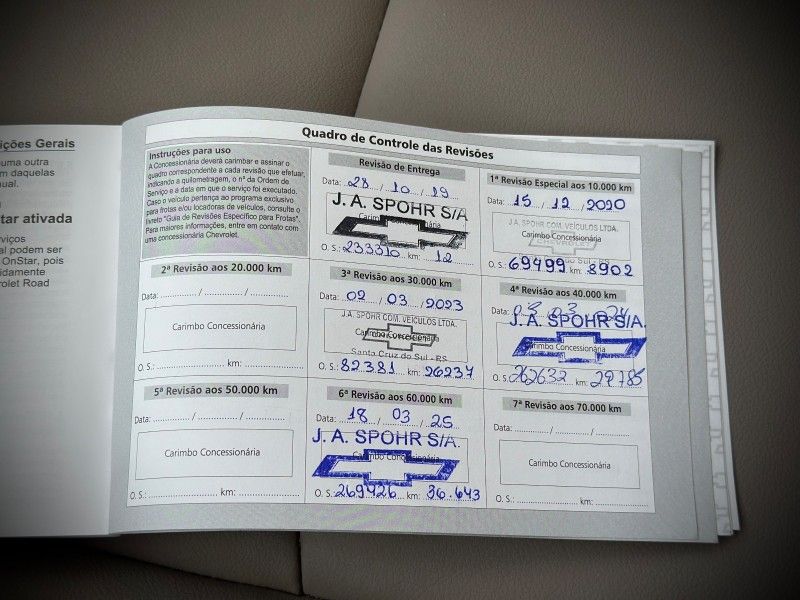 ições Gerais
uma outra
m daquelas
nual.
tar ativada
rviços
al podem ser
OnStar, pois
pidamente
rolet Road
Quadro de Controle das Revisões
Instruções para uso
A Concessionária deverá carimbar e assinar o
quadro correspondente a cada revisão que efetuar,
indicando a quilometragem, o nº da Ordem de
Serviço e a data em que o serviço foi executado.
Caso o veículo pertença ao programa exclusivo
para frotas e/ou locadoras de veículos, consulte o
livreto "Guia de Revisões Específico para Frotas".
Para maiores informações, entre em contato com
uma concessionária Chevrolet.
Revisão de Entrega
Data: 28 / 10 / 19
J. A. SPOHR S/A
O. S.: 233310 km: 12
1ª Revisão Especial aos 10.000 km
Data: 15 / 12 / 2020
J. A. SPOHR COM. VEÍCULOS LTDA.
Carimbo Concessionária
CHEVROLET
O. S.: 69499 km: 8902
2ª Revisão aos 20.000 km
Data: / /
Carimbo Concessionária
O. S.: km:
3ª Revisão aos 30.000 km
Data: 02 / 03 / 2023
J.A. SPOHR COM. VEÍCULOS LTDA.
Carimbo Concessionária
Santa Cruz do Sul - RS
O. S.: 82381 km: 26237
4ª Revisão aos 40.000 km
Data: 03 03
J. A. SPOHR S/A.
Carimbo Concessionária
O. S.: 262632 29785
5ª Revisão aos 50.000 km
Data: / /
Carimbo Concessionária
O. S.: km:
6ª Revisão aos 60.000 km
Data: 18 / 03 / 25
J. A. SPOHR S/A.
O. S.: 269426 km: 36.643
7ª Revisão aos 70.000 km
Data: / /
Carimbo Concessionária
O. S.: km: